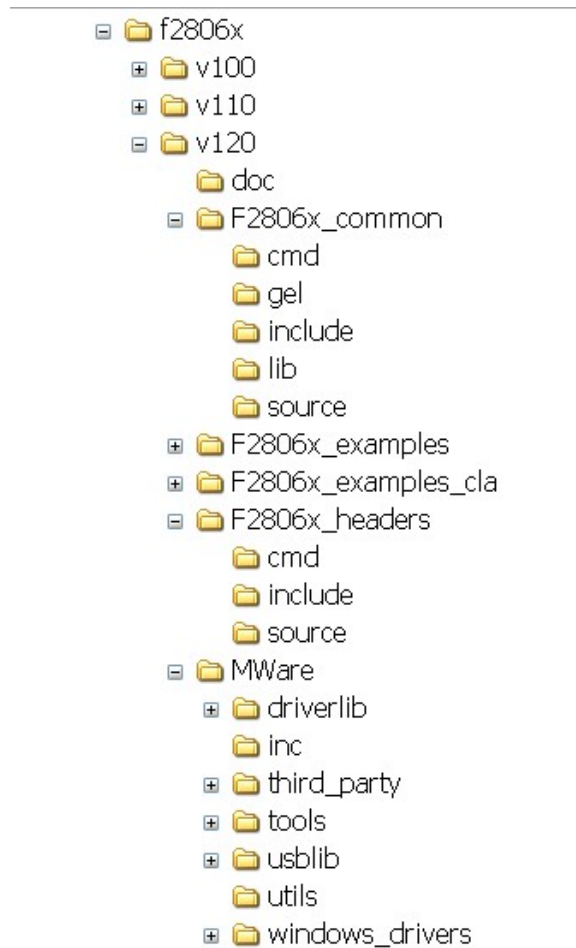 f2806x
v100
v110
v120
doc
F2806x_common
cmd
gel
include
lib
source
F2806x_examples
F2806x_examples_cla
F2806x_headers
cmd
include
source
MWare
driverlib
inc
third_party
tools
usblib
utils
windows_drivers